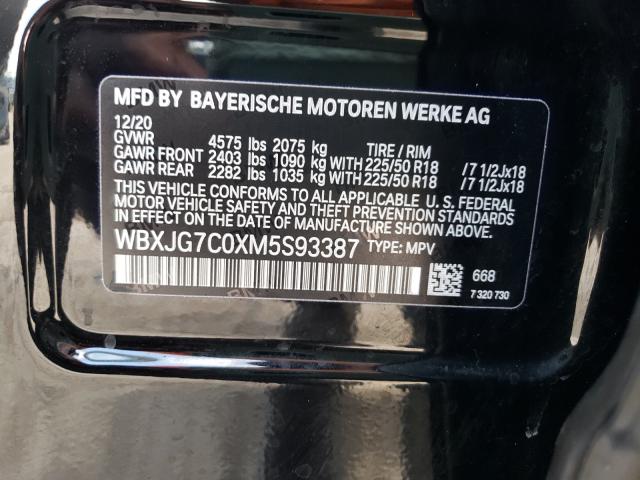 MFD BY BAYERISCHE MOTOREN WERKE AG
12/20
GVWR 4575 lbs 2075 kg TIRE / RIM
GAWR FRONT 2403 lbs 1090 kg WITH 225/50 R18 /7 1/2Jx18
GAWR REAR 2282 lbs 1035 kg WITH 225/50 R18 /7 1/2Jx18
THIS VEHICLE CONFORMS TO ALL APPLICABLE U. S. FEDERAL
MOTOR VEHICLE SAFETY STANDARDS IN EFFECT ON THE DATE OF
MANUFACTURE SHOWN ABOVE.
WBXJG7C0XM5S93387 TYPE: MPV
668
7 320 730